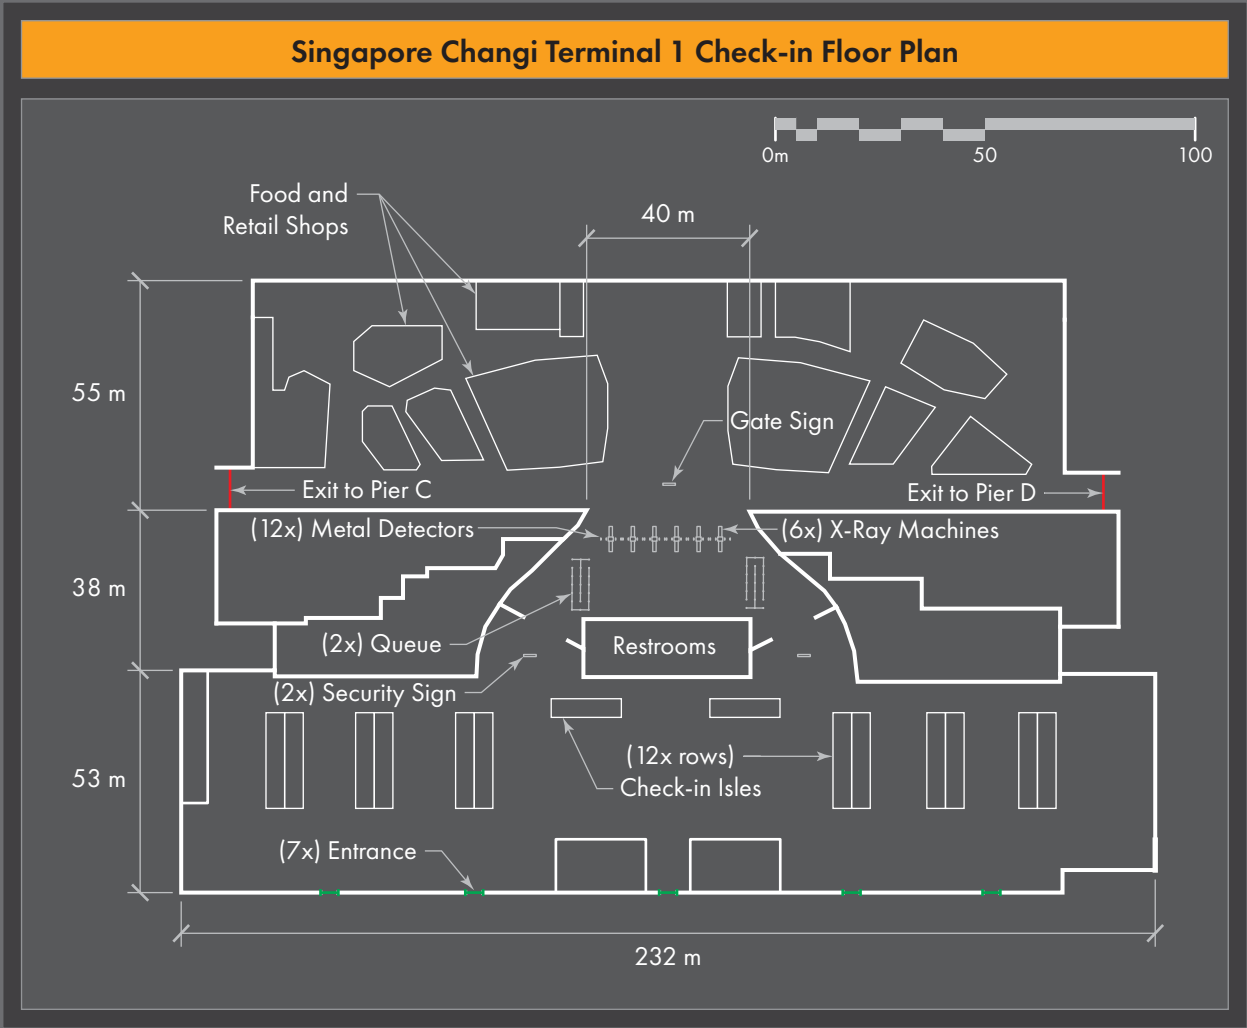 Singapore Changi Terminal 1 Check-in Floor Plan
0m
50
100
Food and
Retail Shops
40 m
55 m
Gate Sign
Exit to Pier C
Exit to Pier D
(12x) Metal Detectors
(6x) X-Ray Machines
38 m
(2x) Queue
Restrooms
(2x) Security Sign
(12x rows)
Check-in Isles
53 m
(7x) Entrance
232 m